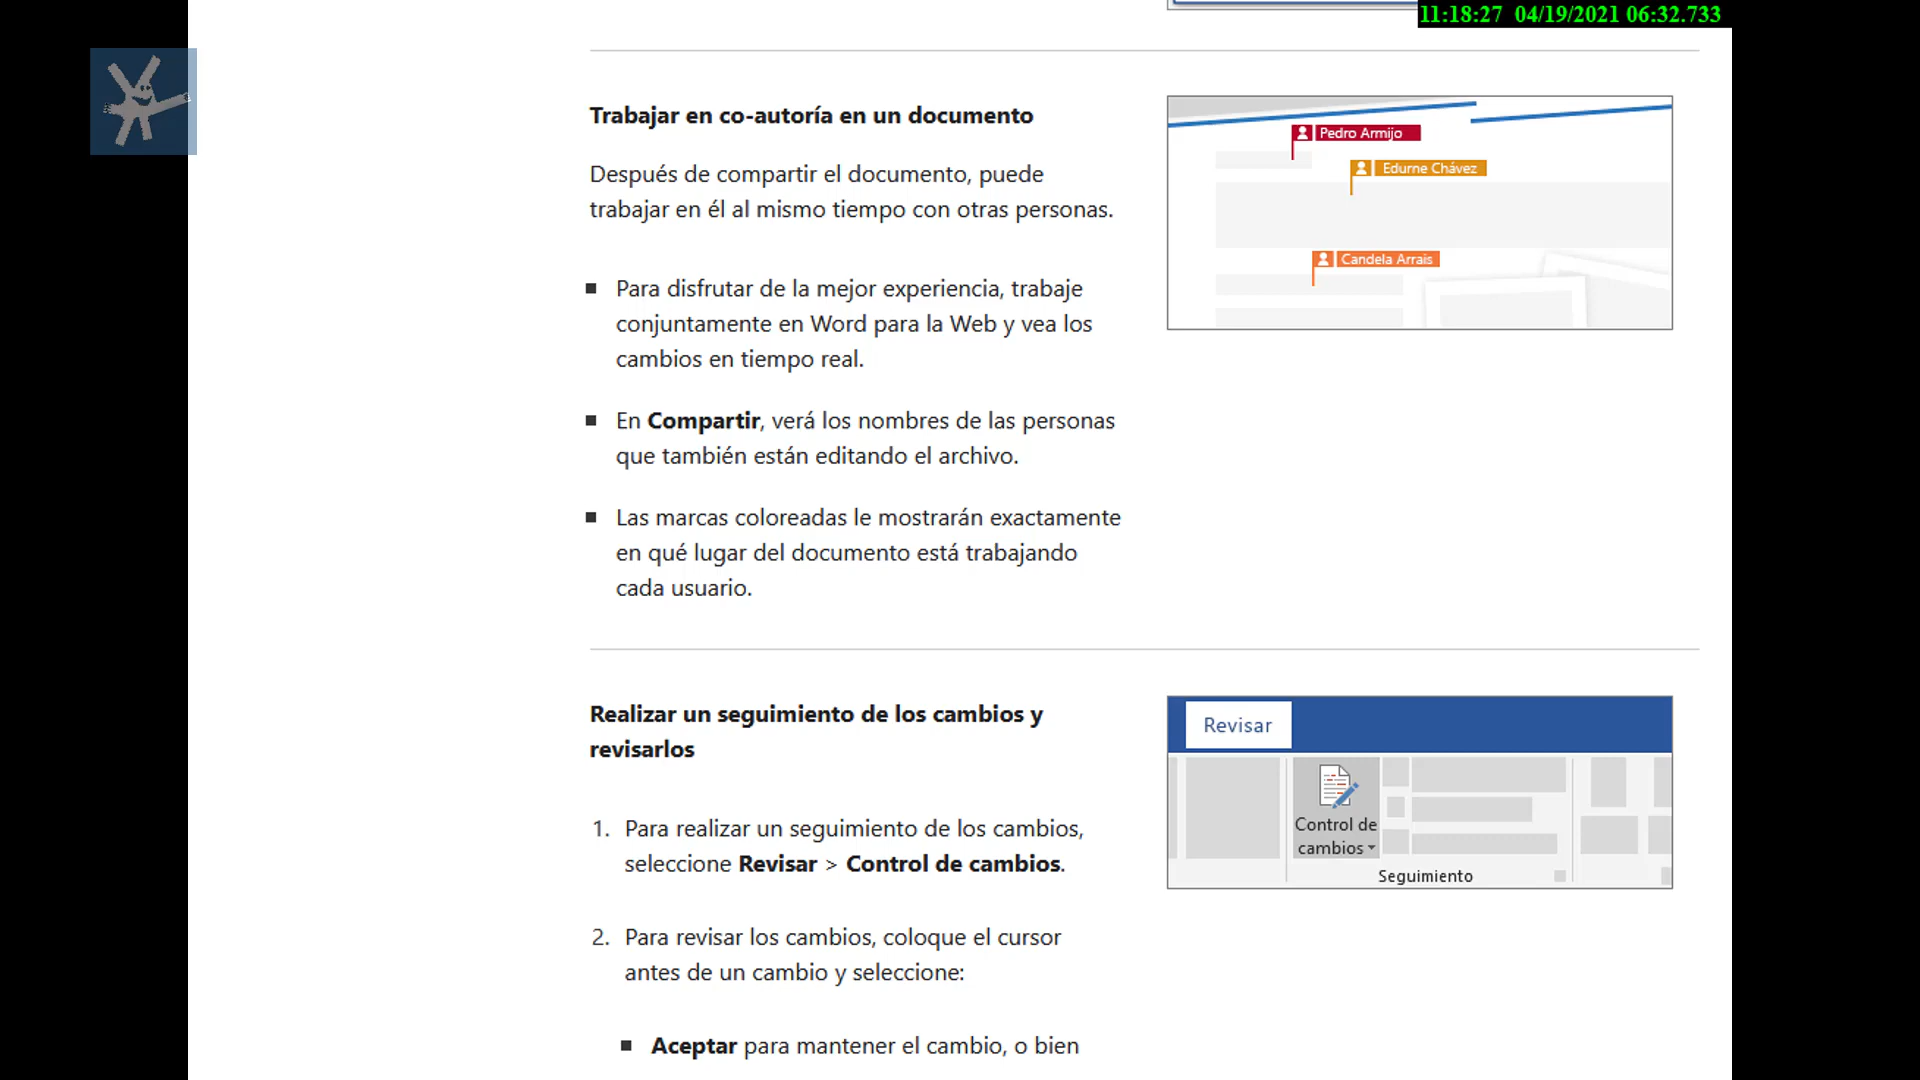 11:18:27 04/19/2021 06:32.733
Trabajar en co-autoría en un documento
Después de compartir el documento, puede
trabajar en él al mismo tiempo con otras personas.
Para disfrutar de la mejor experiencia, trabaje
conjuntamente en Word para la Web y vea los
cambios en tiempo real.
En Compartir, verá los nombres de las personas
que también están editando el archivo.
Las marcas coloreadas le mostrarán exactamente
en qué lugar del documento está trabajando
cada usuario.
Pedro Armijo
Edurne Chávez
Candela Arrais
Realizar un seguimiento de los cambios y
revisarlos
1. Para realizar un seguimiento de los cambios,
seleccione Revisar > Control de cambios.
2. Para revisar los cambios, coloque el cursor
antes de un cambio y seleccione:
Aceptar para mantener el cambio, o bien
Revisar
Control de
cambios
Seguimiento